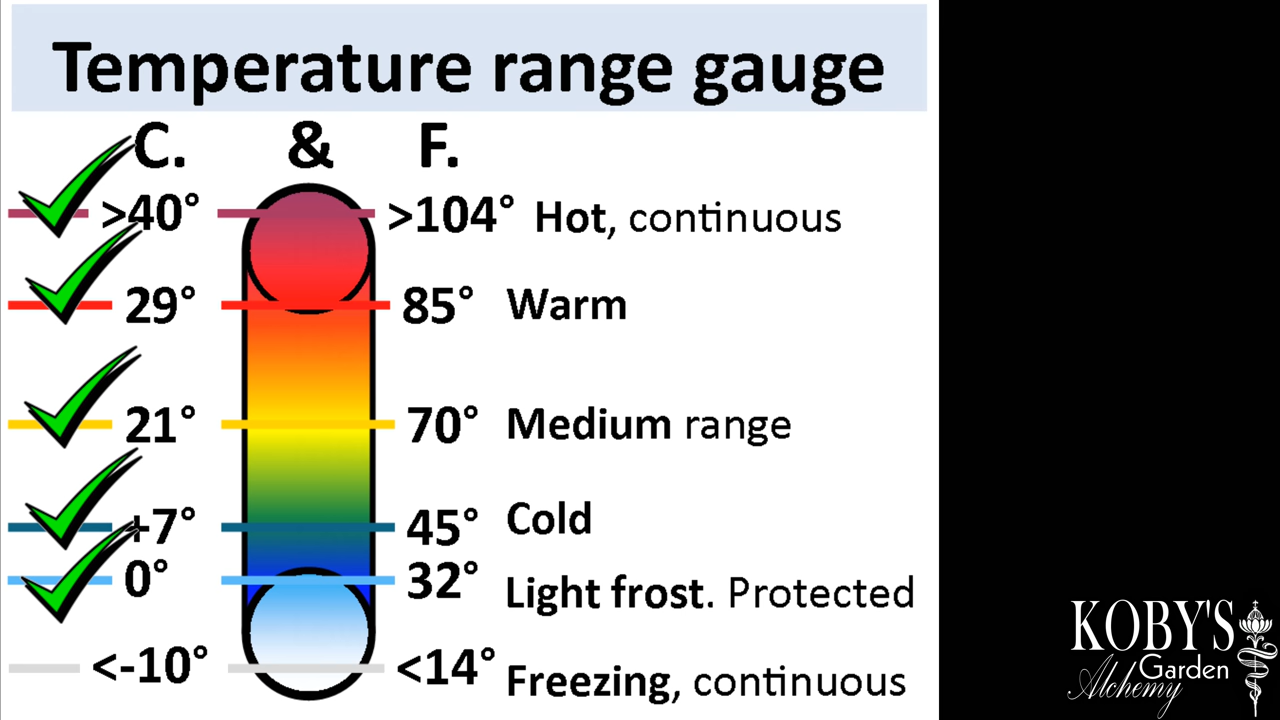 Temperature range gauge
C. & F.
>40° >104° Hot, continuous
29° 85° Warm
21° 70° Medium range
+7° 45° Cold
0° 32° Light frost. Protected
<-10° <14° Freezing, continuous
KOBY'S
Garden
Alchemy